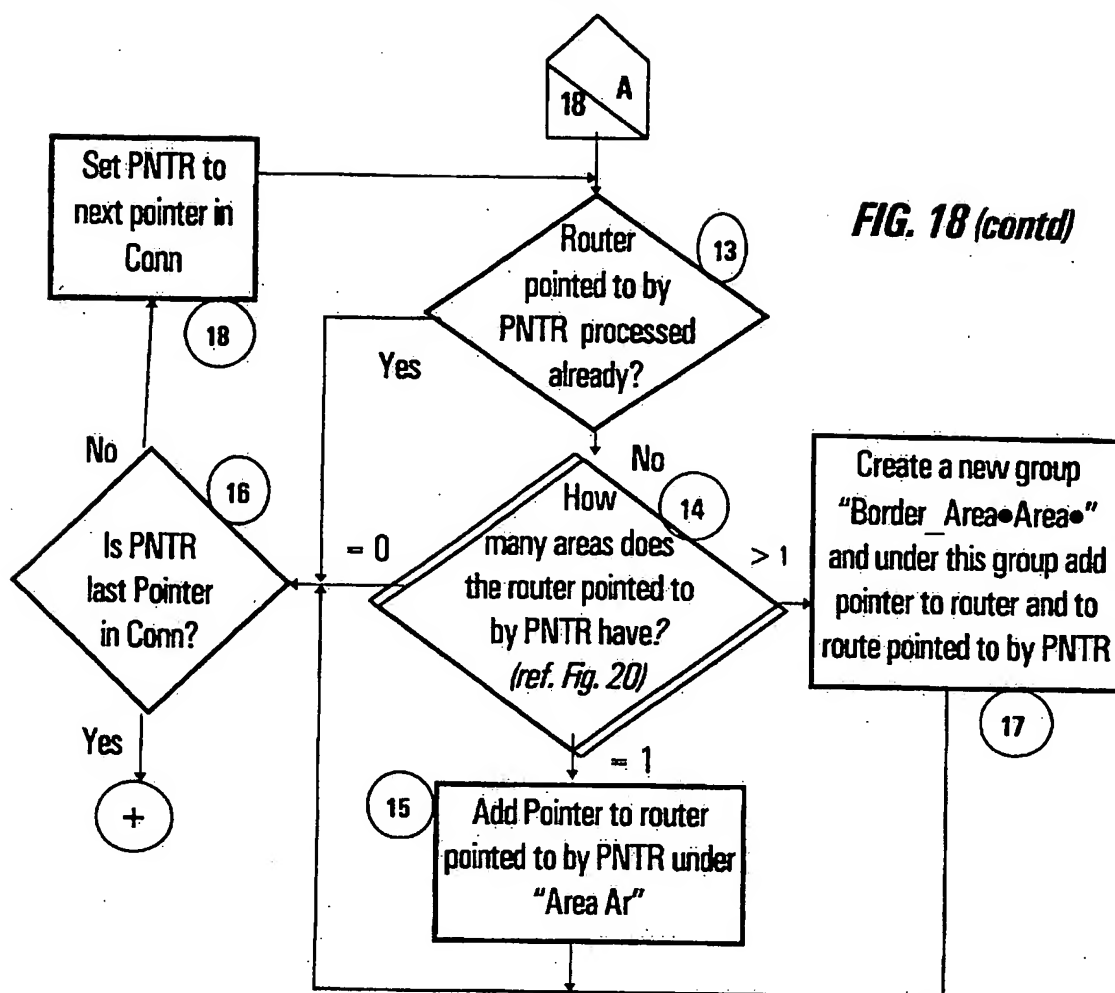 18 A
Set PNTR to
next pointer in
Conn
18
FIG. 18 (contd)
Router
pointed to by
PNTR processed
already?
13
Yes
No
No
16
Is PNTR
last Pointer
in Conn?
Yes
+
= 0
How
many areas does
the router pointed to
by PNTR have?
(ref. Fig. 20)
14
> 1
= 1
Create a new group
"Border_Area•Area•"
and under this group add
pointer to router and to
route pointed to by PNTR
17
15
Add Pointer to router
pointed to by PNTR under
"Area Ar"